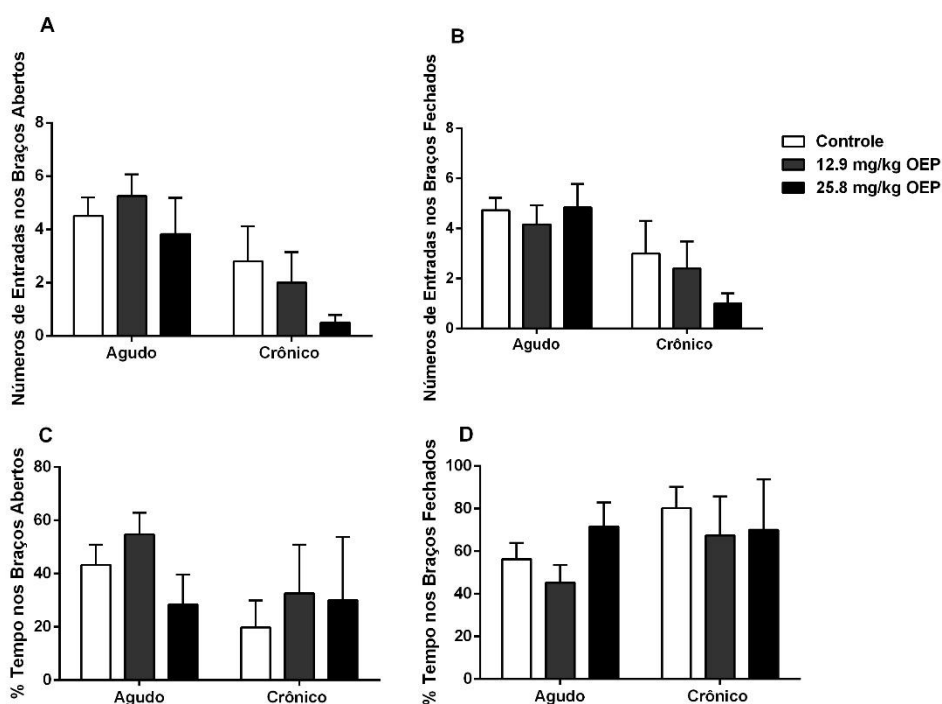 A
Números de Entradas nos Braços Abertos
8
6
4
2
0
Agudo
Crônico
B
Números de Entradas nos Braços Fechados
8
6
4
2
0
Agudo
Crônico
Controle
12.9 mg/kg OEP
25.8 mg/kg OEP
C
% Tempo nos Braços Abertos
80
60
40
20
0
Agudo
Crônico
D
% Tempo nos Braços Fechados
100
80
60
40
20
0
Agudo
Crônico